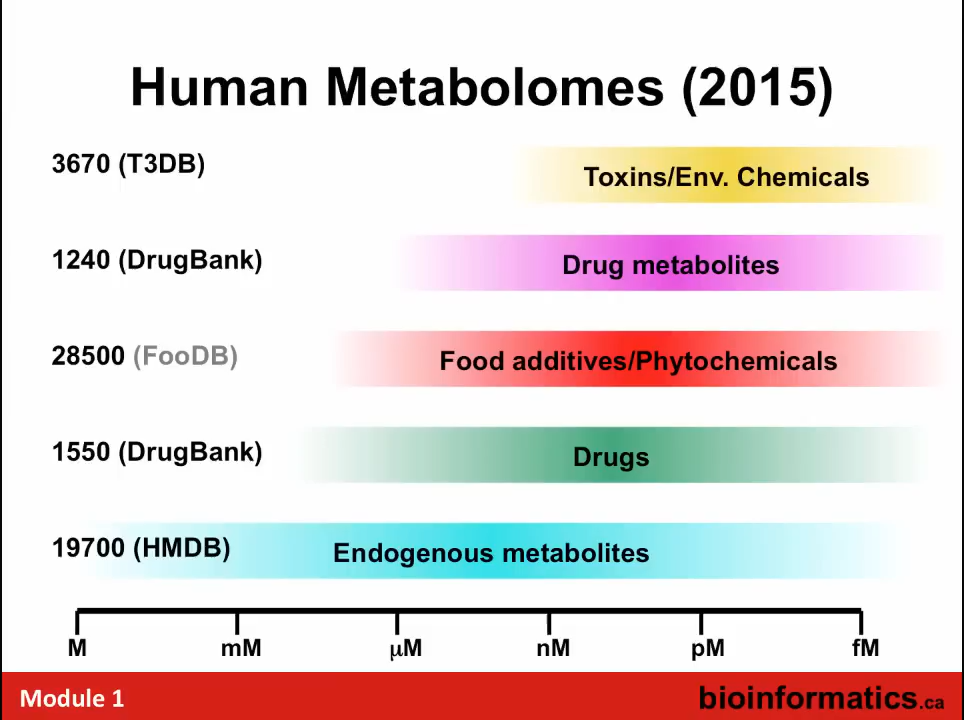 Human Metabolomes (2015)
3670 (T3DB)
Toxins/Env. Chemicals
1240 (DrugBank)
Drug metabolites
28500 (FooDB)
Food additives/Phytochemicals
1550 (DrugBank)
Drugs
19700 (HMDB)
Endogenous metabolites
M mM μM nM pM fM
Module 1
bioinformatics.ca